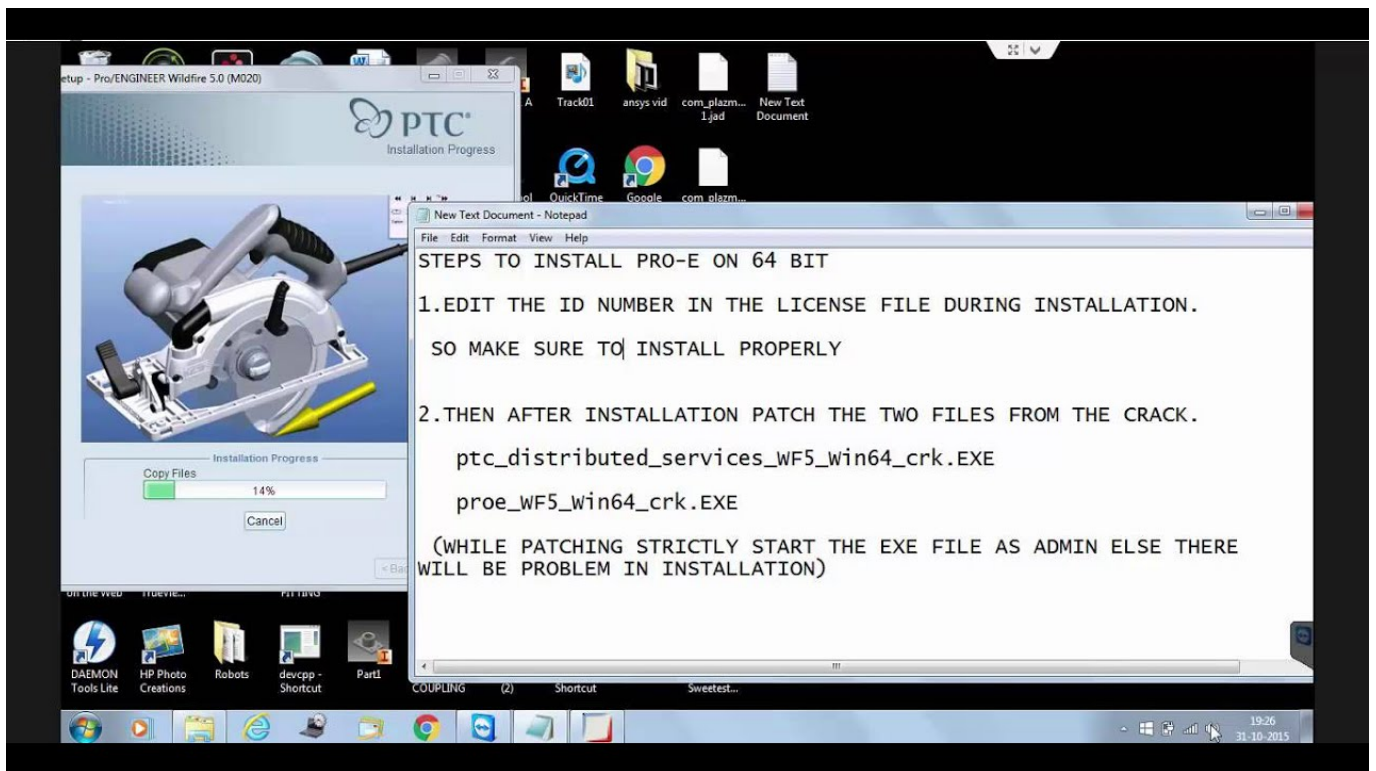 etup - Pro/ENGINEER Wildfire 5.0 (M020)
PTC
Installation Progress
Installation Progress
Copy Files
14%
Cancel
A
Track01
ansys vid
com_plazm...
1.jad
New Text
Document
QuickTime
Google
com_plazm...
New Text Document - Notepad
File Edit Format View Help
STEPS TO INSTALL PRO-E ON 64 BIT
1.EDIT THE ID NUMBER IN THE LICENSE FILE DURING INSTALLATION.
SO MAKE SURE TO INSTALL PROPERLY
2.THEN AFTER INSTALLATION PATCH THE TWO FILES FROM THE CRACK.
ptc_distributed_services_WF5_Win64_crk.EXE
proe_WF5_Win64_crk.EXE
(WHILE PATCHING STRICTLY START THE EXE FILE AS ADMIN ELSE THERE
WILL BE PROBLEM IN INSTALLATION)
DAEMON
Tools Lite
HP Photo
Creations
Robots
devcpp -
Shortcut
Part1
COUPLING
(2)
Shortcut
Sweetest...
19:26
31-10-2015